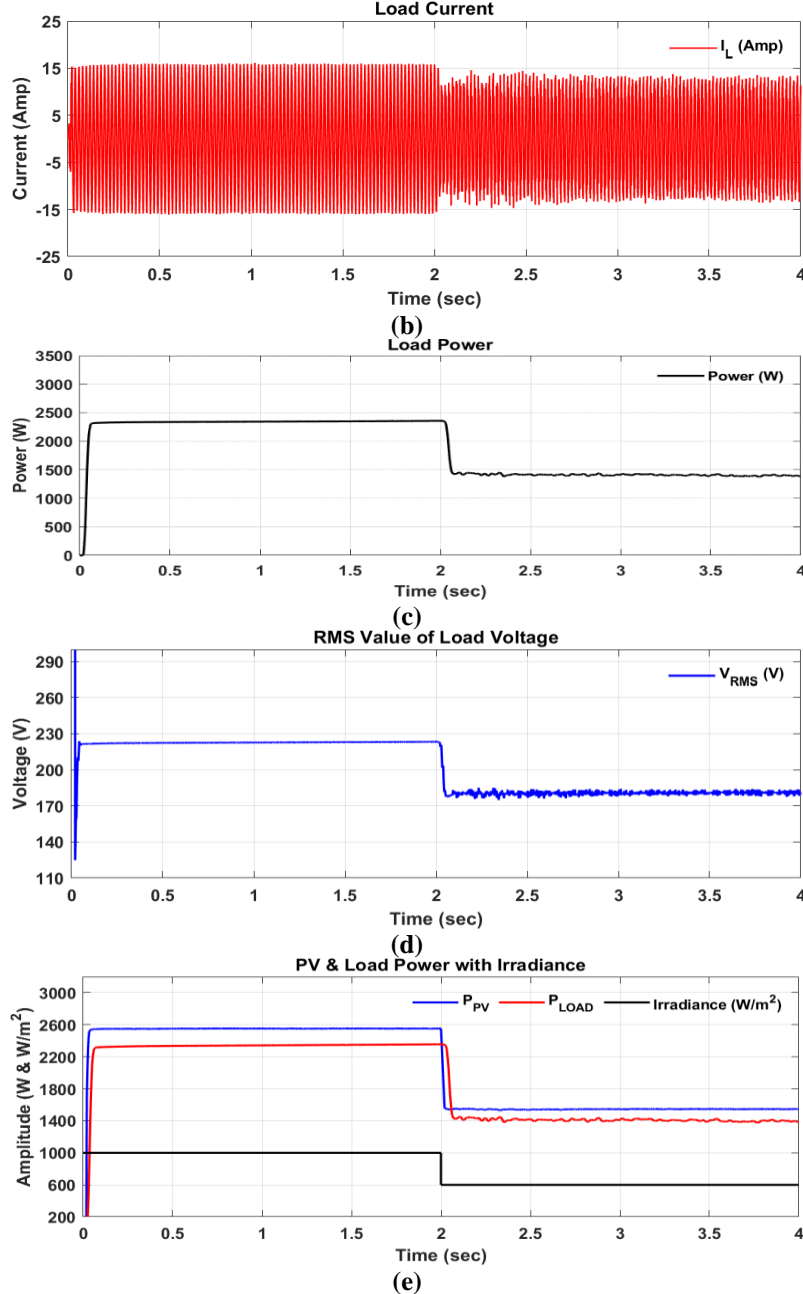 Load Current
I_L (Amp)
Current (Amp)
25
15
5
-5
-15
-25
0 0.5 1 1.5 2 2.5 3 3.5 4
Time (sec)
(b)
Load Power
Power (W)
Power (W)
3500
3000
2500
2000
1500
1000
500
0
0 0.5 1 1.5 2 2.5 3 3.5 4
Time (sec)
(c)
RMS Value of Load Voltage
V_RMS (V)
Voltage (V)
290
260
230
200
170
140
110
0 0.5 1 1.5 2 2.5 3 3.5 4
Time (sec)
(d)
PV & Load Power with Irradiance
P_PV P_LOAD Irradiance (W/m²)
Amplitude (W & W/m²)
3000
2600
2200
1800
1400
1000
600
200
0 0.5 1 1.5 2 2.5 3 3.5 4
Time (sec)
(e)